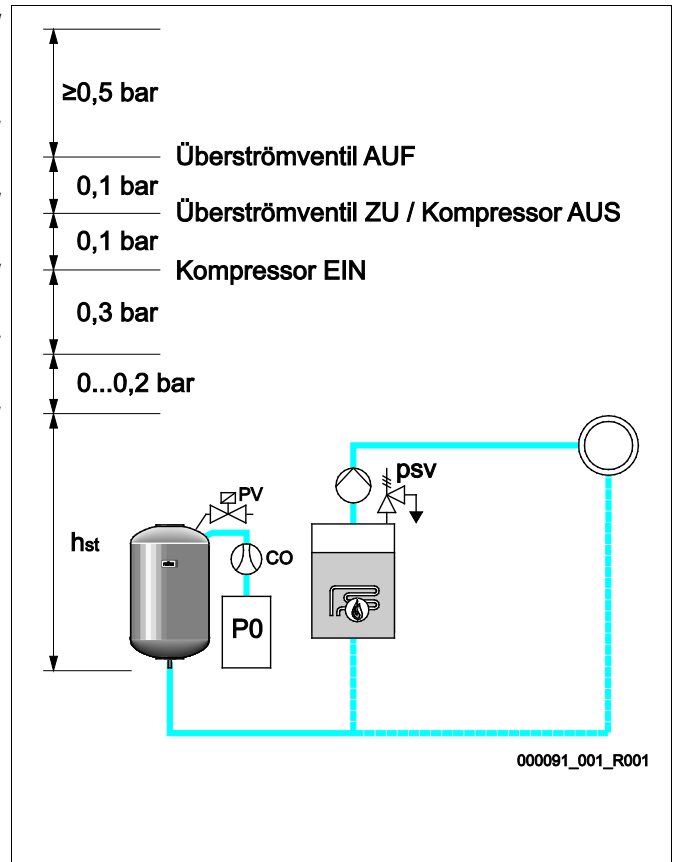 ≥0,5 bar
Überströmventil AUF
0,1 bar
Überströmventil ZU / Kompressor AUS
0,1 bar
Kompressor EIN
0,3 bar
0...0,2 bar
psv
PV
hst
CO
P0
000091_001_R001